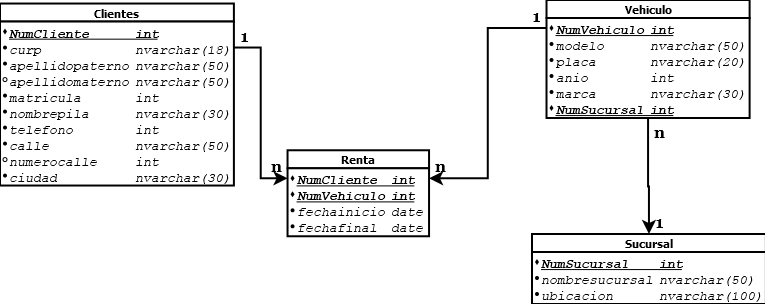 Clientes
NumCliente int
curp nvarchar(18)
apellidopaterno nvarchar(50)
apellidomaterno nvarchar(50)
matricula int
nombrepila nvarchar(30)
telefono int
calle nvarchar(50)
numerocalle int
ciudad nvarchar(30)
1
n
Renta
NumCliente int
NumVehiculo int
fechainicio date
fechafinal date
n
1
Vehiculo
NumVehiculo int
modelo nvarchar(50)
placa nvarchar(20)
anio int
marca nvarchar(30)
NumSucursal int
n
1
Sucursal
NumSucursal int
nombresucursal nvarchar(50)
ubicacion nvarchar(100)